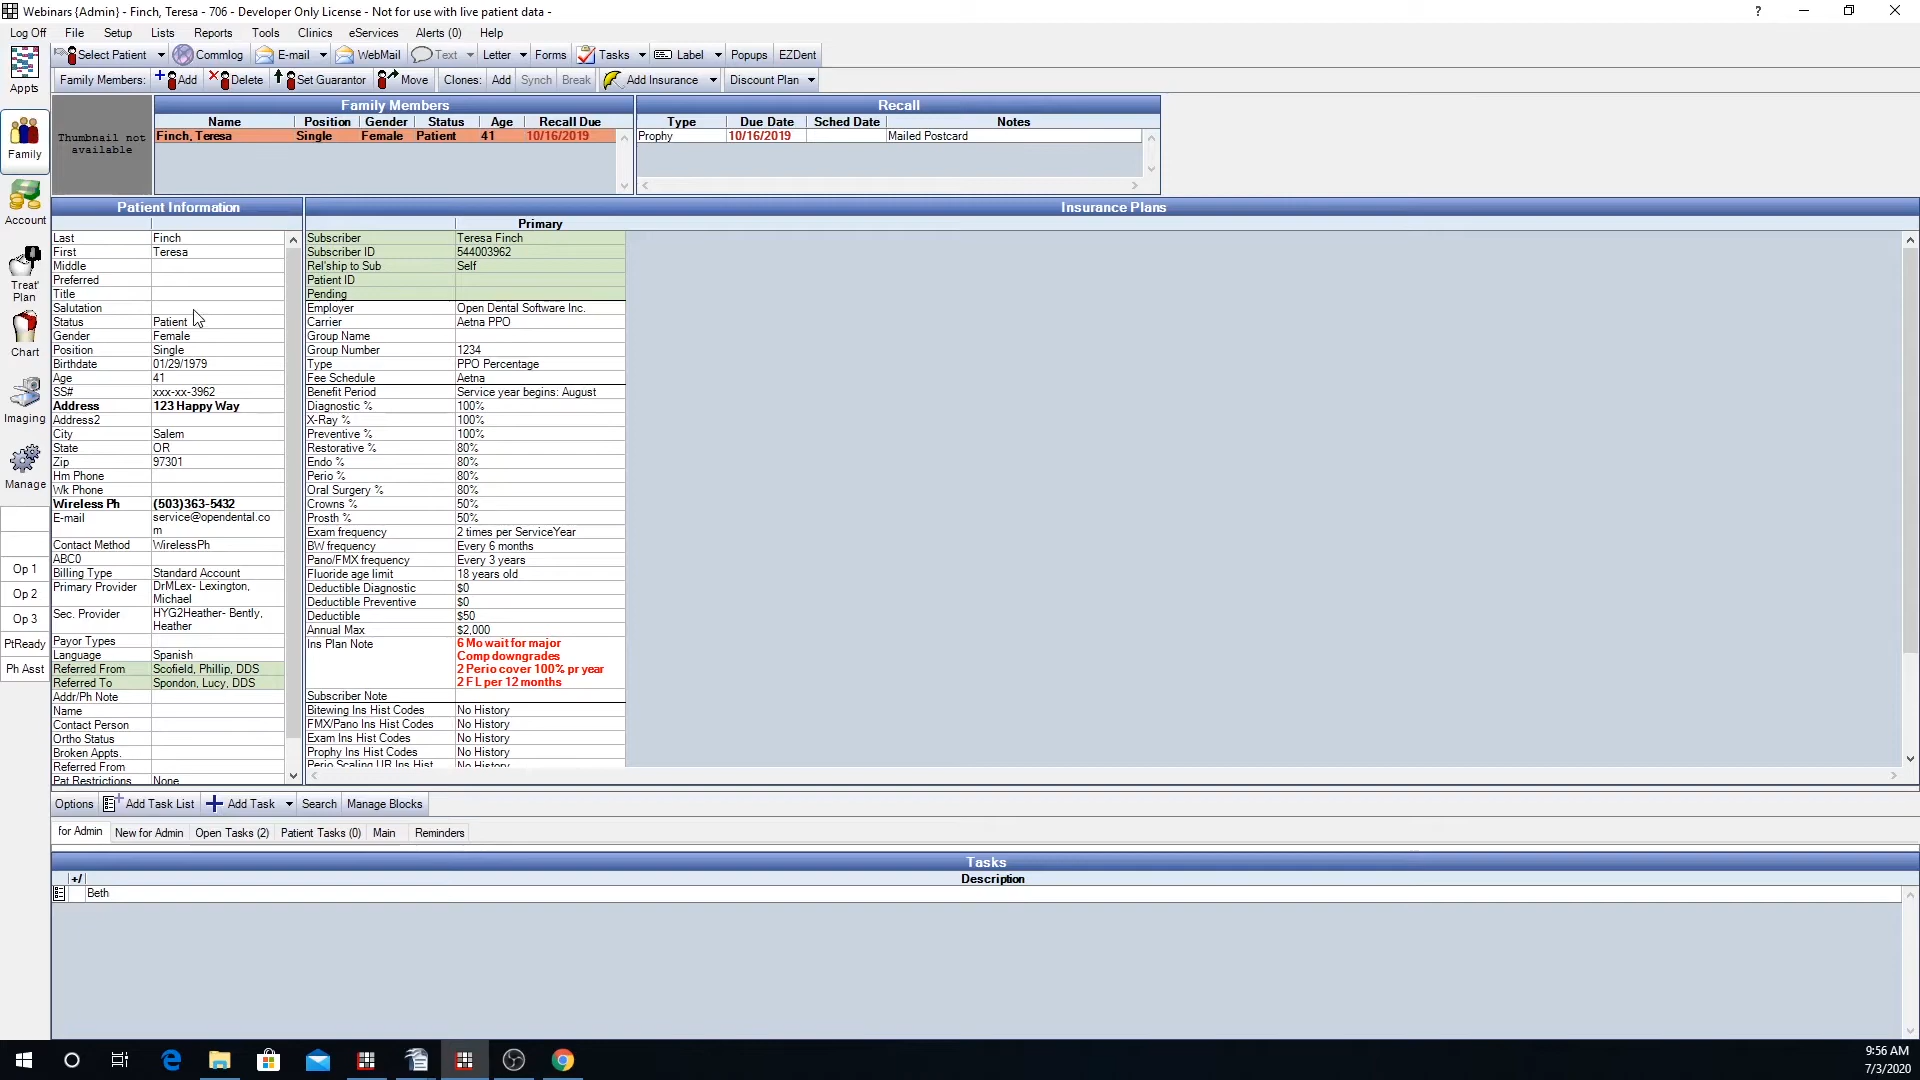 Webinars {Admin} - Finch, Teresa - 706 - Developer Only License - Not for use with live patient data -
Log Off File Setup Lists Reports Tools Clinics eServices Alerts (0) Help
Select Patient Commlog E-mail WebMail Text Letter Forms Tasks Label Popups EZDent
Family Members: Add Delete Set Guarantor Move Clones: Add Synch Break Add Insurance Discount Plan
Appts
Family
Account
Treat'
Plan
Chart
Imaging
Manage
Op 1
Op 2
Op 3
PtReady
Ph Asst
Thumbnail not
available
Family Members
Name Position Gender Status Age Recall Due
Finch, Teresa Single Female Patient 41 10/16/2019
Recall
Type Due Date Sched Date Notes
Prophy 10/16/2019 Mailed Postcard
Patient Information
Last Finch
First Teresa
Middle
Preferred
Title
Salutation
Status Patient
Gender Female
Position Single
Birthdate 01/29/1979
Age 41
SS# xxx-xx-3962
Address 123 Happy Way
Address2
City Salem
State OR
Zip 97301
Hm Phone
Wk Phone
Wireless Ph (503)363-5432
E-mail service@opendental.co
m
Contact Method WirelessPh
ABC0
Billing Type Standard Account
Primary Provider DrMLex- Lexington,
Michael
Sec. Provider HYG2Heather- Bently,
Heather
Payor Types
Language Spanish
Referred From Scofield, Phillip, DDS
Referred To Spondon, Lucy, DDS
Addr/Ph Note
Name
Contact Person
Ortho Status
Broken Appts.
Referred From
Pat Restrictions None
Insurance Plans
Primary
Subscriber Teresa Finch
Subscriber ID 544003962
Rel'ship to Sub Self
Patient ID
Pending
Employer Open Dental Software Inc.
Carrier Aetna PPO
Group Name
Group Number 1234
Type PPO Percentage
Fee Schedule Aetna
Benefit Period Service year begins: August
Diagnostic % 100%
X-Ray % 100%
Preventive % 100%
Restorative % 80%
Endo % 80%
Perio % 80%
Oral Surgery % 80%
Crowns % 50%
Prosth % 50%
Exam frequency 2 times per ServiceYear
BW frequency Every 6 months
Pano/FMX frequency Every 3 years
Fluoride age limit 18 years old
Deductible Diagnostic $0
Deductible Preventive $0
Deductible $50
Annual Max $2,000
Ins Plan Note 6 Mo wait for major
Comp downgrades
2 Perio cover 100% pr year
2 FL per 12 months
Subscriber Note
Bitewing Ins Hist Codes No History
FMX/Pano Ins Hist Codes No History
Exam Ins Hist Codes No History
Prophy Ins Hist Codes No History
Perio Scaling UR Ins Hist No History
Options Add Task List Add Task Search Manage Blocks
for Admin New for Admin Open Tasks (2) Patient Tasks (0) Main Reminders
Tasks
+/ Description
Beth
9:56 AM
7/3/2020